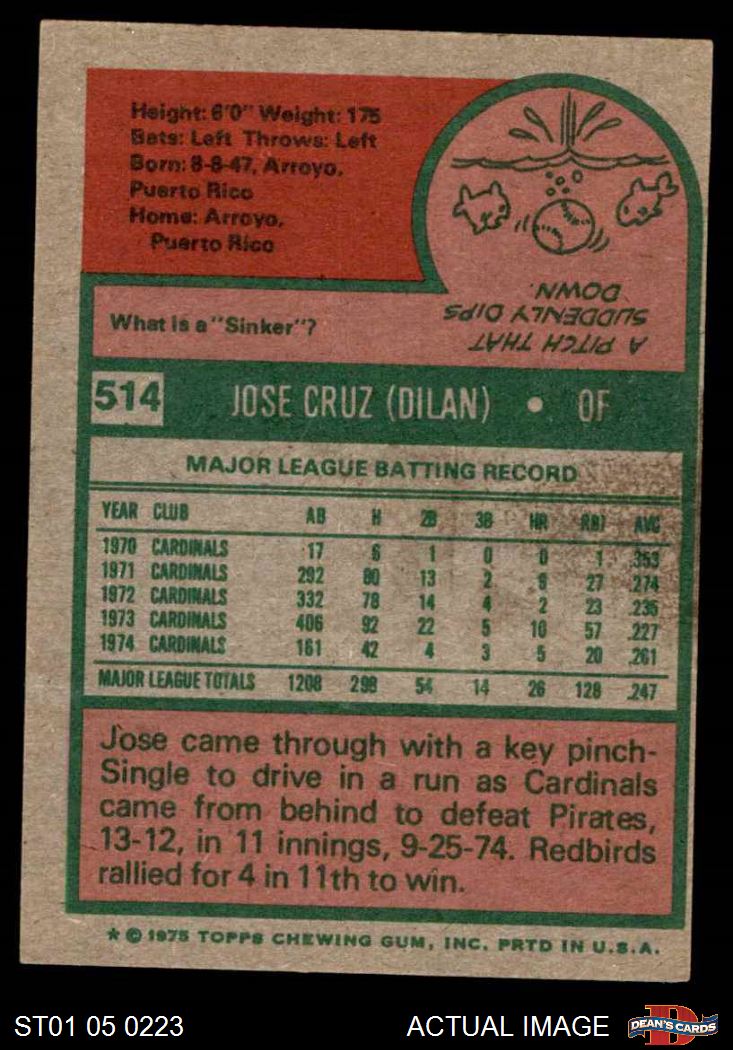 Height: 6'0" Weight: 175
Bats: Left Throws: Left
Born: 8-8-47, Arroyo,
Puerto Rico
Home: Arroyo,
Puerto Rico
What is a "Sinker"?
A PITCH THAT
SUDDENLY DIPS
DOWN.
514 JOSE CRUZ (DILAN) • OF
MAJOR LEAGUE BATTING RECORD
YEAR CLUB AB H 2B 3B HR RBI AVG
1970 CARDINALS 17 6 1 0 0 1 .353
1971 CARDINALS 292 80 13 2 9 27 .274
1972 CARDINALS 332 78 14 4 2 23 .235
1973 CARDINALS 406 92 22 5 10 57 .227
1974 CARDINALS 161 42 4 3 5 20 .261
MAJOR LEAGUE TOTALS 1208 298 54 14 26 128 .247
Jose came through with a key pinch-
Single to drive in a run as Cardinals
came from behind to defeat Pirates,
13-12, in 11 innings, 9-25-74. Redbirds
rallied for 4 in 11th to win.
* © 1975 TOPPS CHEWING GUM, INC. PRTD IN U.S.A.
ST01 05 0223 ACTUAL IMAGE DEAN'S CARDS